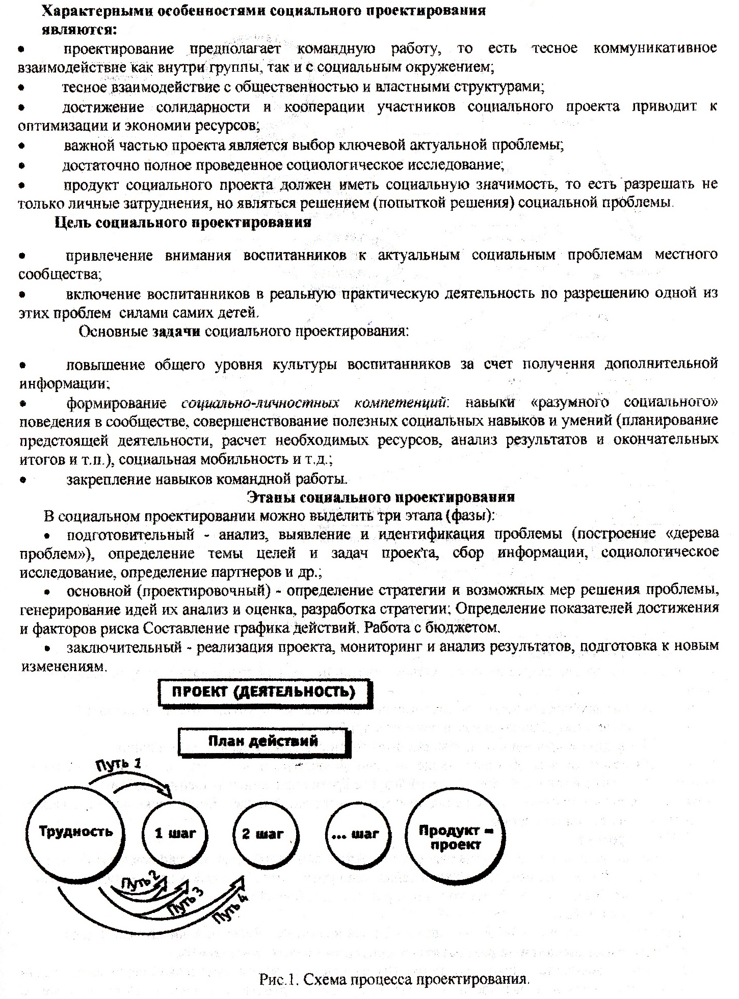 Характерными особенностями социального проектирования
являются:
• проектирование предполагает командную работу, то есть тесное коммуникативное
взаимодействие как внутри группы, так и с социальным окружением;
• тесное взаимодействие с общественностью и властными структурами;
• достижение солидарности и кооперации участников социального проекта приводит к
оптимизации и экономии ресурсов;
• важной частью проекта является выбор ключевой актуальной проблемы;
• достаточно полное проведенное социологическое исследование;
• продукт социального проекта должен иметь социальную значимость, то есть разрешать не
только личные затруднения, но являться решением (попыткой решения) социальной проблемы.
Цель социального проектирования
• привлечение внимания воспитанников к актуальным социальным проблемам местного
сообщества;
• включение воспитанников в реальную практическую деятельность по разрешению одной из
этих проблем силами самих детей.
Основные задачи социального проектирования:
• повышение общего уровня культуры воспитанников за счет получения дополнительной
информации;
• формирование социально-личностных компетенций: навыки «разумного социального»
поведения в сообществе, совершенствование полезных социальных навыков и умений (планирование
предстоящей деятельности, расчет необходимых ресурсов, анализ результатов и окончательных
итогов и т.п.), социальная мобильность и т.д.;
• закрепление навыков командной работы.
Этапы социального проектирования
В социальном проектировании можно выделить три этапа (фазы):
• подготовительный - анализ, выявление и идентификация проблемы (построение «дерева
проблем»), определение темы целей и задач проекта, сбор информации, социологическое
исследование, определение партнеров и др.;
• основной (проектировочный) - определение стратегии и возможных мер решения проблемы,
генерирование идей их анализ и оценка, разработка стратегии; Определение показателей достижения
и факторов риска Составление графика действий. Работа с бюджетом.
• заключительный - реализация проекта, мониторинг и анализ результатов, подготовка к новым
изменениям.
ПРОЕКТ (ДЕЯТЕЛЬНОСТЬ)
План действий
Путь 1
Трудность
1 шаг
2 шаг
... шаг
Продукт =
проект
Путь 2
Путь 3
Путь 4
Рис.1. Схема процесса проектирования.